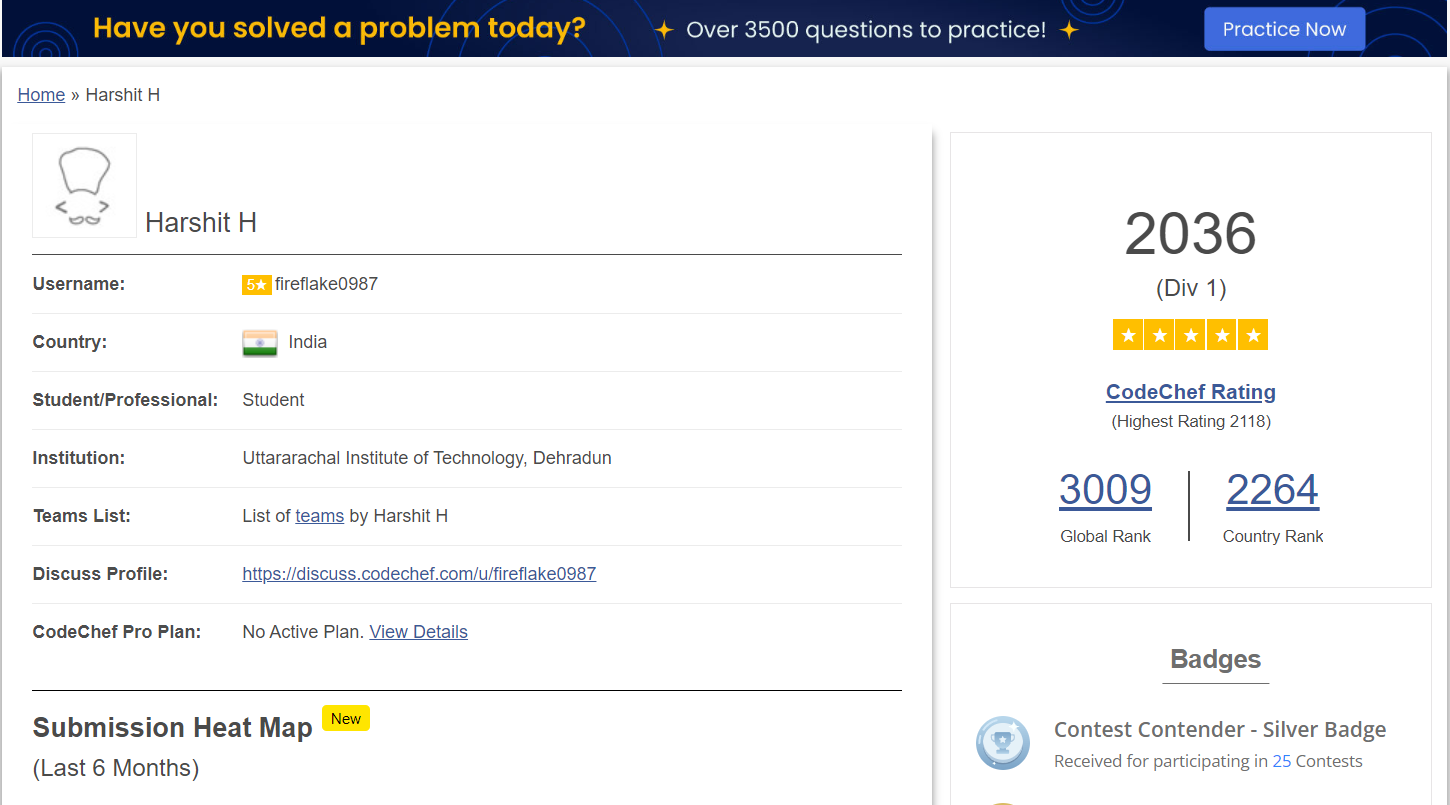 Have you solved a problem today? Over 3500 questions to practice! Practice Now
Home » Harshit H
Harshit H
Username: 5★ fireflake0987
Country: India
Student/Professional: Student
Institution: Uttararachal Institute of Technology, Dehradun
Teams List: List of teams by Harshit H
Discuss Profile: https://discuss.codechef.com/u/fireflake0987
CodeChef Pro Plan: No Active Plan. View Details
Submission Heat Map New
(Last 6 Months)
2036
(Div 1)
★★★★★
CodeChef Rating
(Highest Rating 2118)
3009 2264
Global Rank Country Rank
Badges
Contest Contender - Silver Badge
Received for participating in 25 Contests